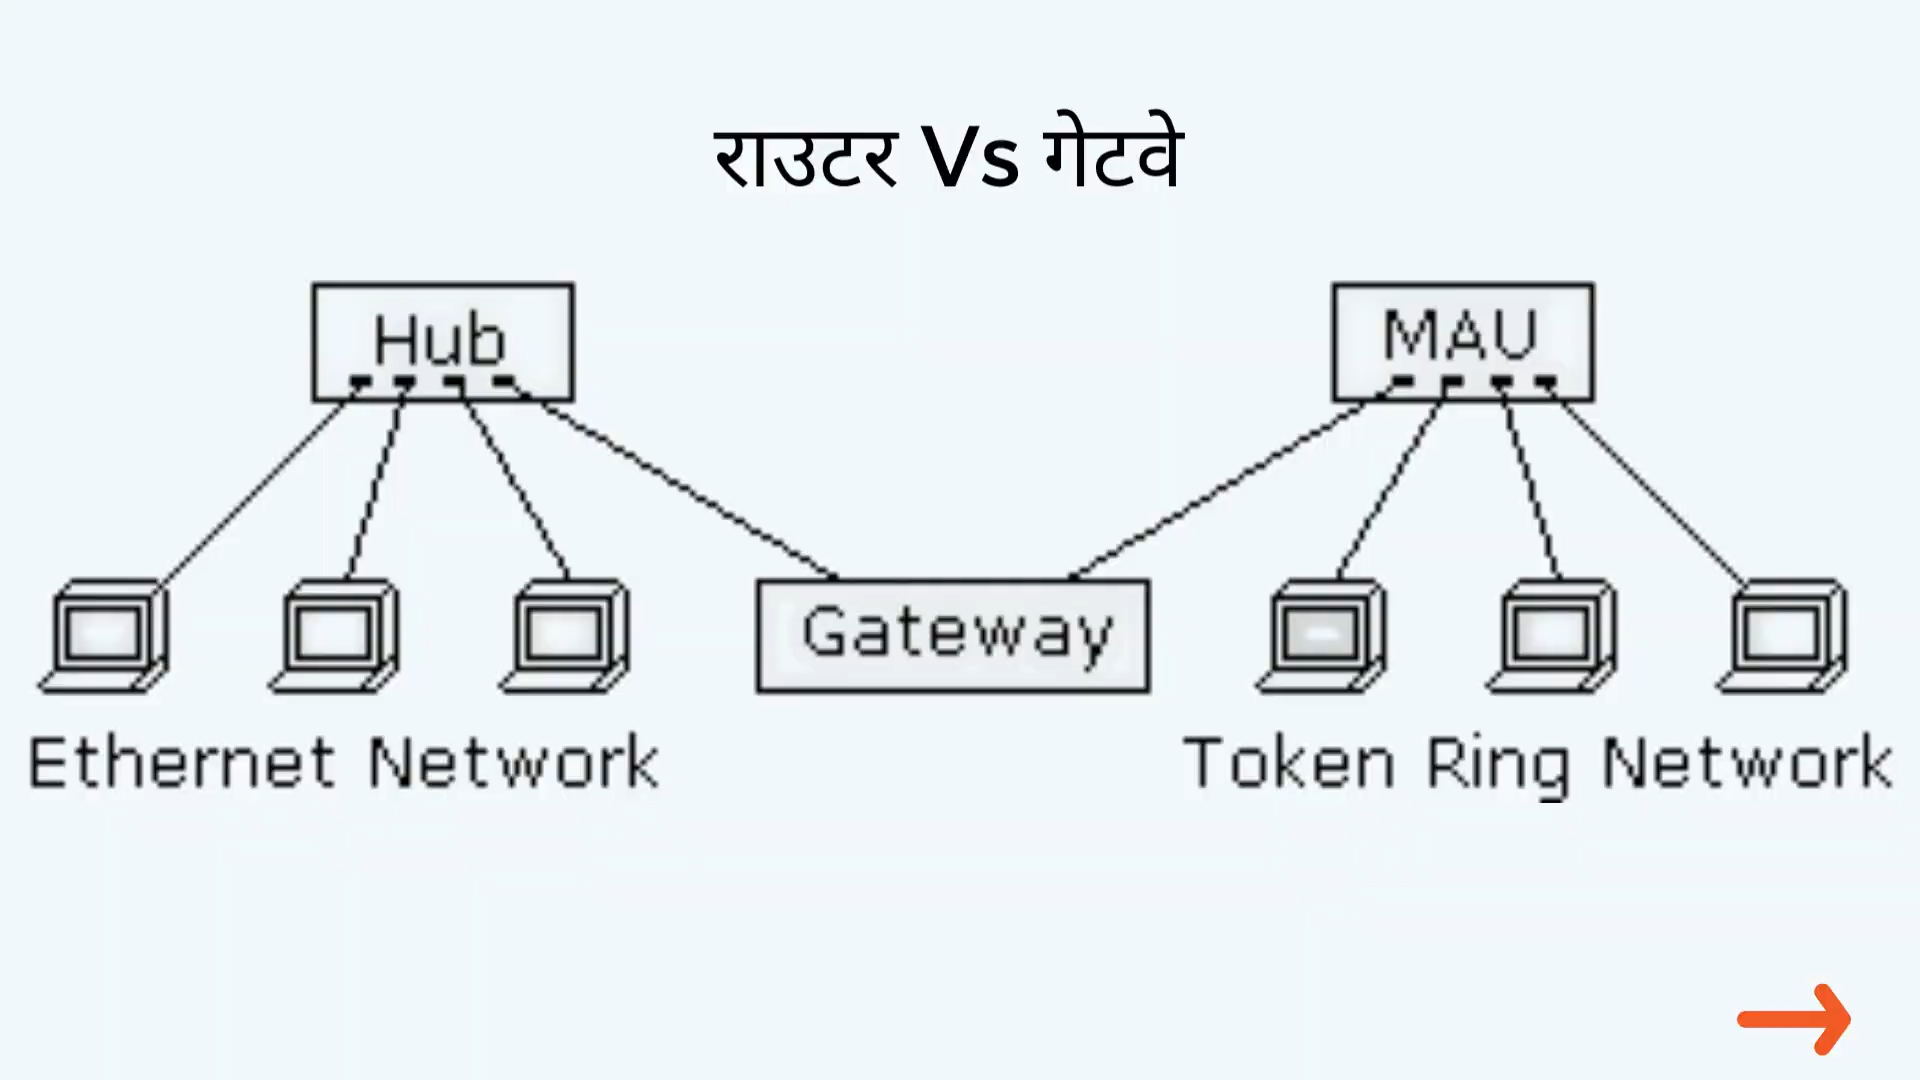 राउटर Vs गेटवे
Hub
MAU
Gateway
Ethernet Network
Token Ring Network